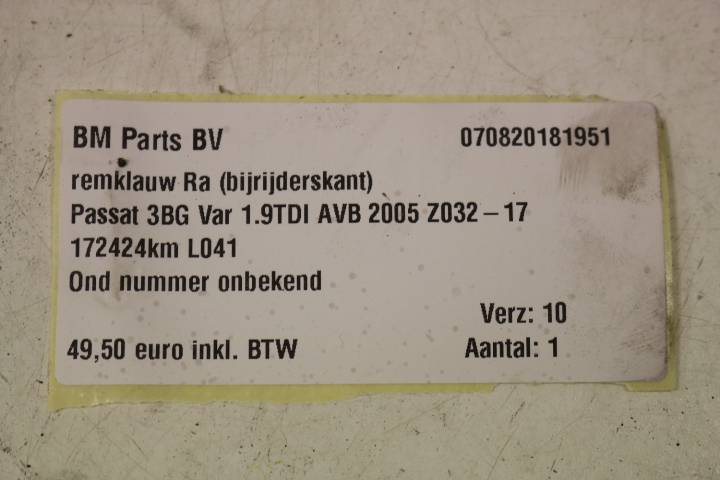 BM Parts BV 070820181951
remklauw Ra (bijrijderskant)
Passat 3BG Var 1.9TDI AVB 2005 Z032 – 17
172424km L041
Ond nummer onbekend
Verz: 10
49,50 euro inkl. BTW Aantal: 1